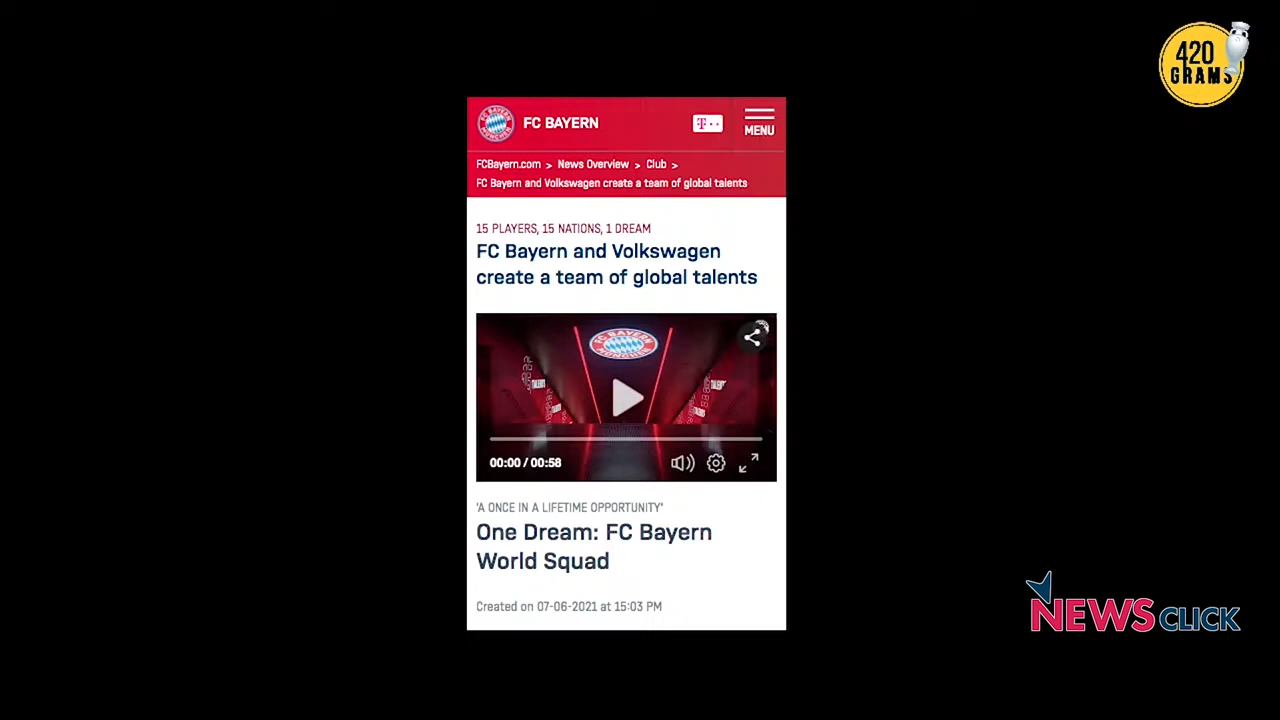 420
GRAMS
FC BAYERN
MENU
FCBayern.com > News Overview > Club >
FC Bayern and Volkswagen create a team of global talents
15 PLAYERS, 15 NATIONS, 1 DREAM
FC Bayern and Volkswagen
create a team of global talents
FC BAYERN
MÜNCHEN
00:00 / 00:58
'A ONCE IN A LIFETIME OPPORTUNITY'
One Dream: FC Bayern
World Squad
Created on 07-06-2021 at 15:03 PM
NEWSCLICK